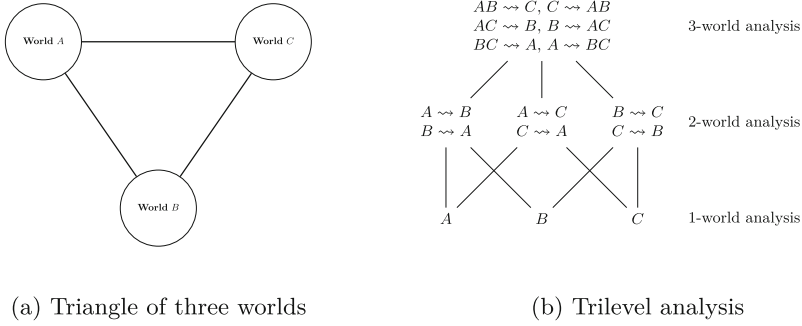 World A
World C
World B
(a) Triangle of three worlds
AB ⇝ C, C ⇝ AB
AC ⇝ B, B ⇝ AC
BC ⇝ A, A ⇝ BC
3-world analysis
A ⇝ B
B ⇝ A
A ⇝ C
C ⇝ A
B ⇝ C
C ⇝ B
2-world analysis
A
B
C
1-world analysis
(b) Trilevel analysis